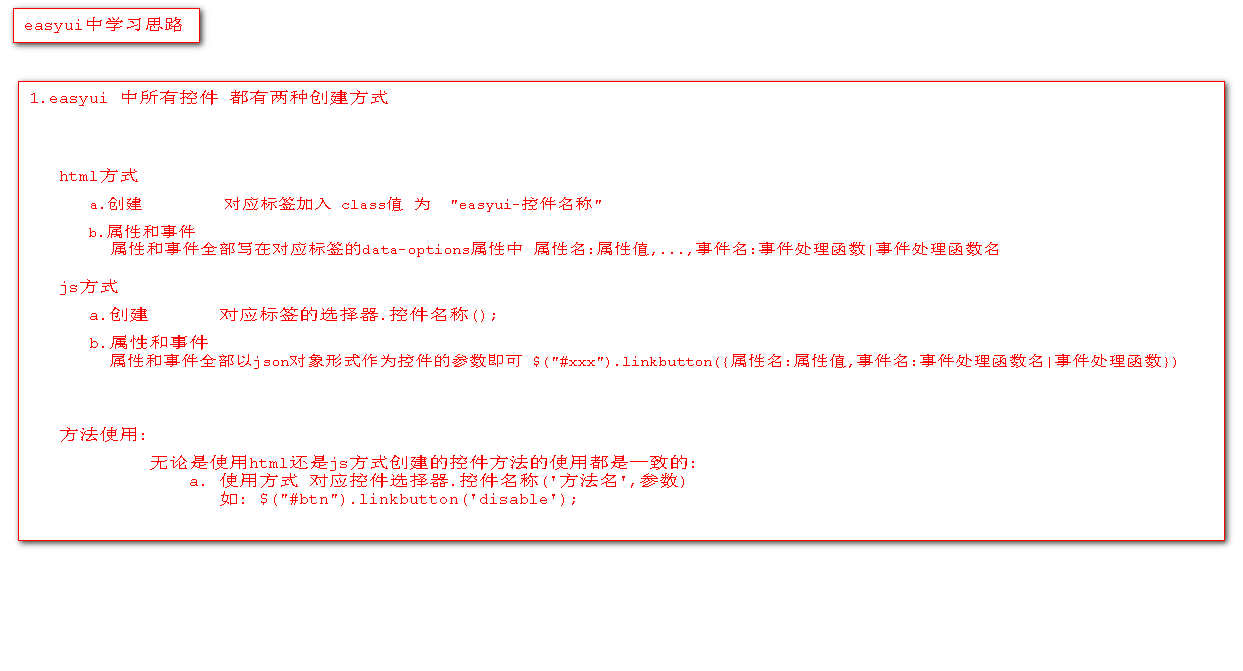 easyui中学习思路
1.easyui 中所有控件 都有两种创建方式
html方式
a.创建 对应标签加入 class值 为 "easyui-控件名称"
b.属性和事件
属性和事件全部写在对应标签的data-options属性中 属性名:属性值,...,事件名:事件处理函数|事件处理函数名
js方式
a.创建 对应标签的选择器.控件名称();
b.属性和事件
属性和事件全部以json对象形式作为控件的参数即可 $("#xxx").linkbutton({属性名:属性值,事件名:事件处理函数名|事件处理函数})
方法使用:
无论是使用html还是js方式创建的控件方法的使用都是一致的:
a. 使用方式 对应控件选择器.控件名称('方法名',参数)
如: $("#btn").linkbutton('disable');